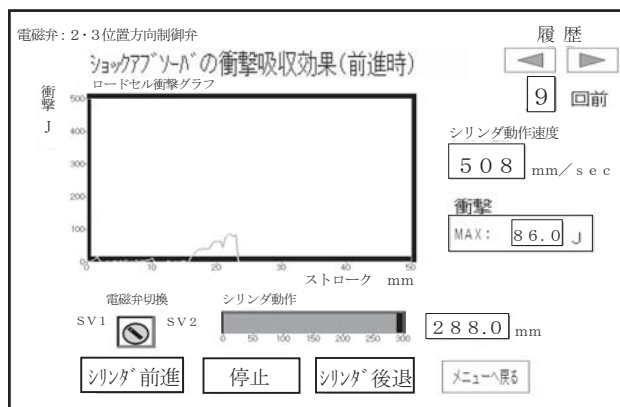 電磁弁：2・3位置方向制御弁
履 歴
ショックアブソーバの衝撃吸収効果(前進時)
9 回前
ロードセル衝撃グラフ
衝撃 J
500
400
300
200
100
0
0 10 20 30 40 50
ストローク mm
シリンダ動作速度
508 mm／sec
衝撃
MAX: 86.0 J
電磁弁切換
SV1 SV2
シリンダ動作
0 50 100 150 200 250 300
288.0 mm
シリンダ前進 停止 シリンダ後退 メニューへ戻る